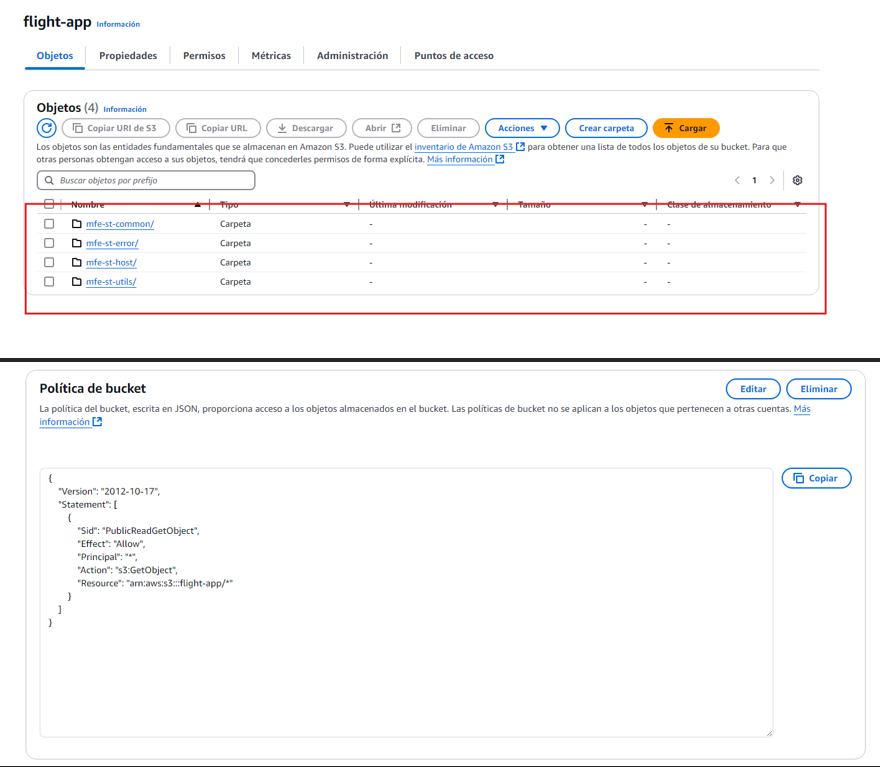 flight-app Información
Objetos Propiedades Permisos Métricas Administración Puntos de acceso
Objetos (4) Información
Copiar URI de S3 Copiar URL Descargar Abrir Eliminar Acciones Crear carpeta Cargar
Los objetos son las entidades fundamentales que se almacenan en Amazon S3. Puede utilizar el inventario de Amazon S3 para obtener una lista de todos los objetos de su bucket. Para que
otras personas obtengan acceso a sus objetos, tendrá que concederles permisos de forma explícita. Más información
Buscar objetos por prefijo
1
Nombre Tipo Última modificación Tamaño Clase de almacenamiento
mfe-st-common/ Carpeta - - -
mfe-st-error/ Carpeta - - -
mfe-st-host/ Carpeta - - -
mfe-st-utils/ Carpeta - - -
Política de bucket Editar Eliminar
La política del bucket, escrita en JSON, proporciona acceso a los objetos almacenados en el bucket. Las políticas de bucket no se aplican a los objetos que pertenecen a otras cuentas. Más
información
Copiar
{
"Version": "2012-10-17",
"Statement": [
{
"Sid": "PublicReadGetObject",
"Effect": "Allow",
"Principal": "*",
"Action": "s3:GetObject",
"Resource": "arn:aws:s3:::flight-app/*"
}
]
}